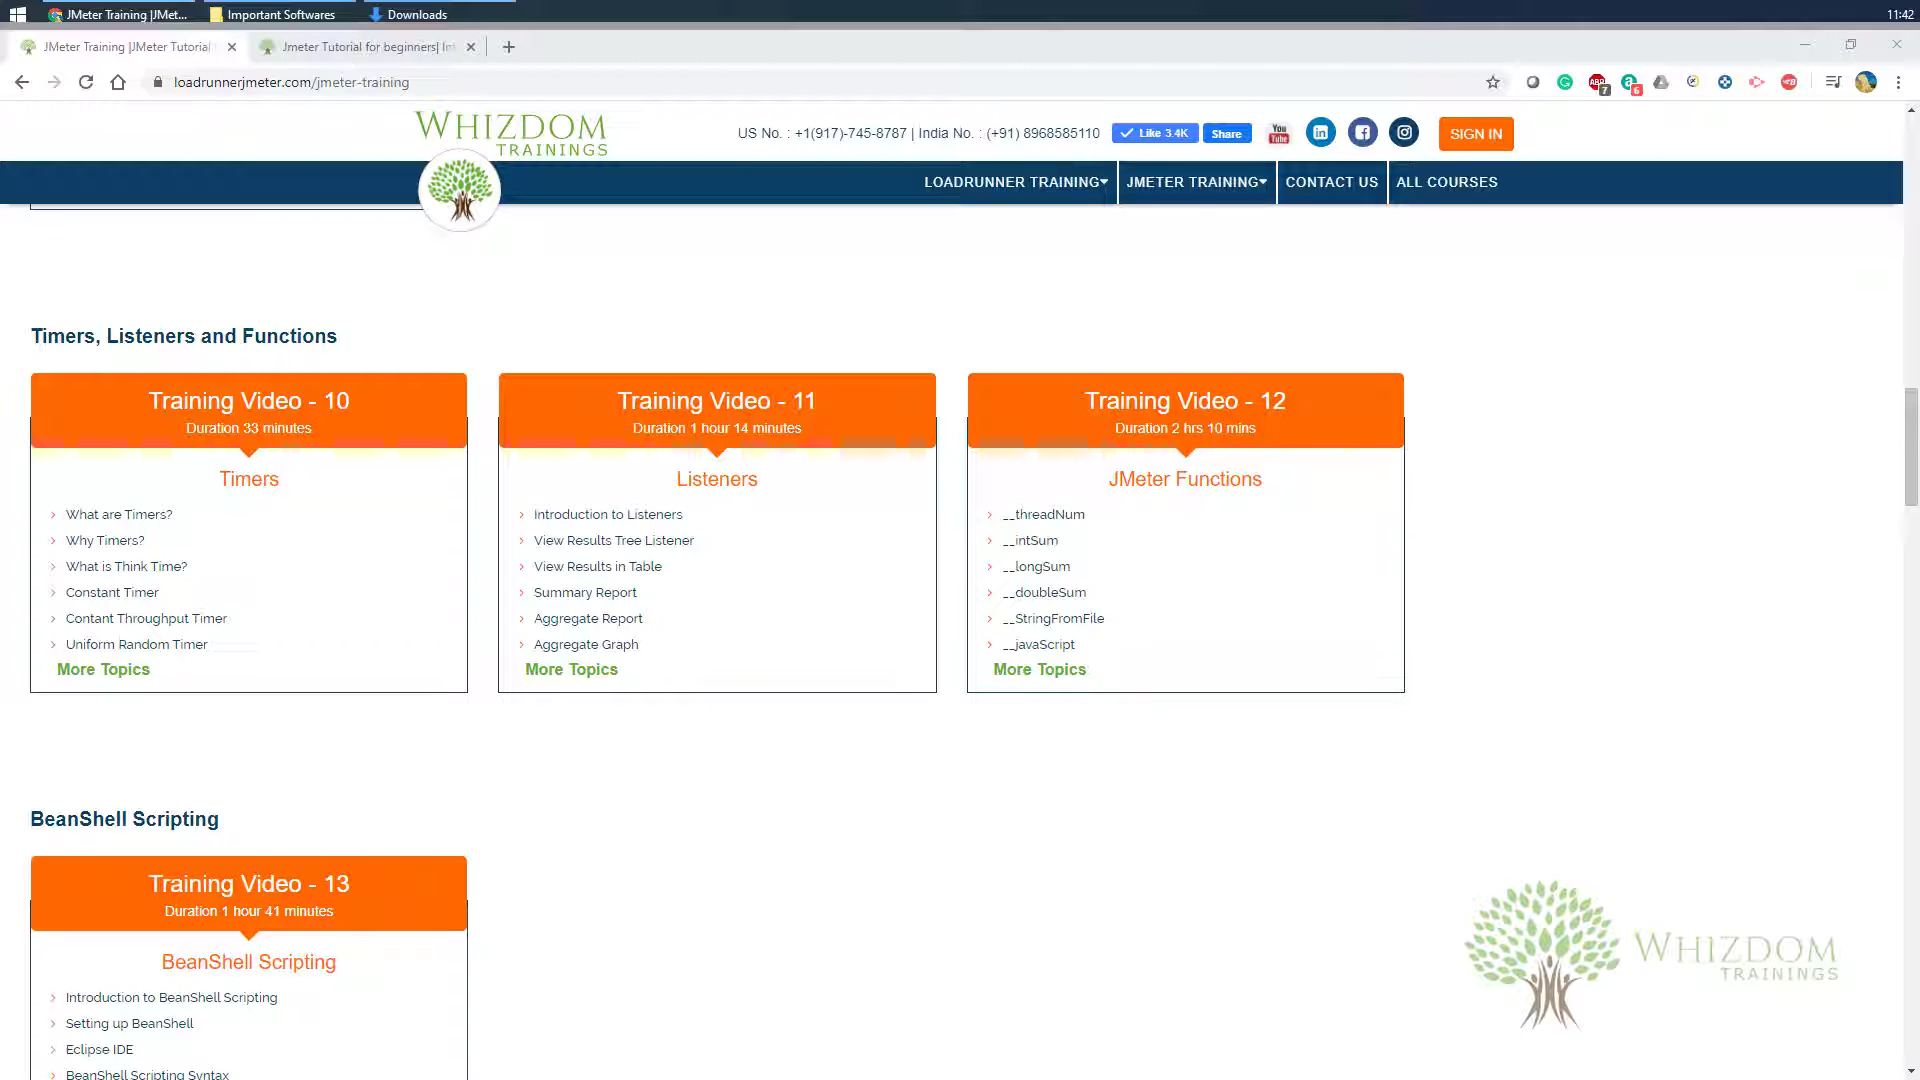 JMeter Training |JMet...
Important Softwares
Downloads
11:42
JMeter Training |JMeter Tutorial
Jmeter Tutorial for beginners| In
loadrunnerjmeter.com/jmeter-training
7
6
WHIZDOM
TRAININGS
US No. : +1(917)-745-8787 | India No. : (+91) 8968585110
Like 3.4K
Share
You
Tube
SIGN IN
LOADRUNNER TRAINING
JMETER TRAINING
CONTACT US
ALL COURSES
Timers, Listeners and Functions
Training Video - 10
Duration 33 minutes
Timers
What are Timers?
Why Timers?
What is Think Time?
Constant Timer
Contant Throughput Timer
Uniform Random Timer
More Topics
Training Video - 11
Duration 1 hour 14 minutes
Listeners
Introduction to Listeners
View Results Tree Listener
View Results in Table
Summary Report
Aggregate Report
Aggregate Graph
More Topics
Training Video - 12
Duration 2 hrs 10 mins
JMeter Functions
__threadNum
__intSum
__longSum
__doubleSum
__StringFromFile
__javaScript
More Topics
BeanShell Scripting
Training Video - 13
Duration 1 hour 41 minutes
BeanShell Scripting
Introduction to BeanShell Scripting
Setting up BeanShell
Eclipse IDE
BeanShell Scripting Syntax
WHIZDOM
TRAININGS